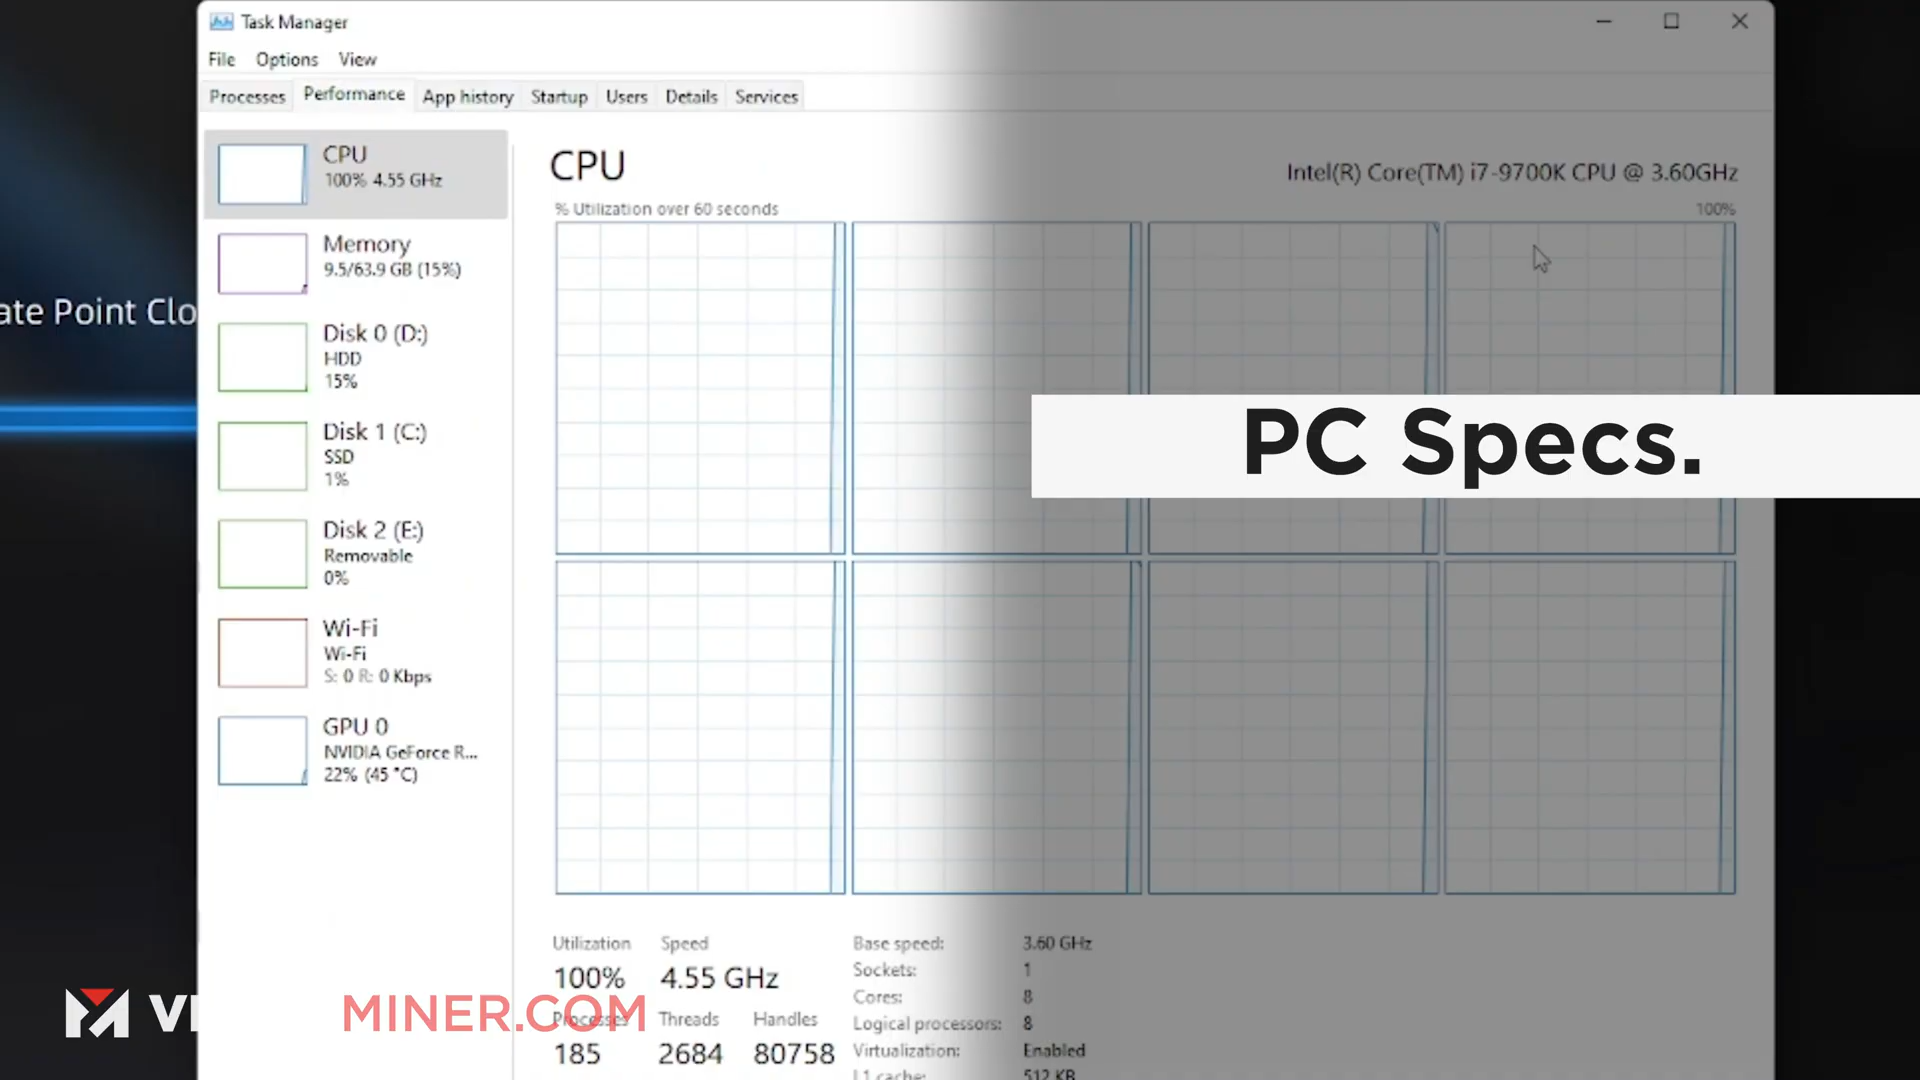 Task Manager
File Options View
Processes Performance App history Startup Users Details Services
CPU
100% 4.55 GHz
Memory
9.5/63.9 GB (15%)
Disk 0 (D:)
HDD
15%
Disk 1 (C:)
SSD
1%
Disk 2 (E:)
Removable
0%
Wi-Fi
Wi-Fi
S: 0 R: 0 Kbps
GPU 0
NVIDIA GeForce R...
22% (45 °C)
ate Point Clo
CPU
Intel(R) Core(TM) i7-9700K CPU @ 3.60GHz
% Utilization over 60 seconds 100%
PC Specs.
Utilization Speed
100% 4.55 GHz
Processes Threads Handles
185 2684 80758
Base speed: 3.60 GHz
Sockets: 1
Cores: 8
Logical processors: 8
Virtualization: Enabled
L1 cache: 512 KB
MINER.COM